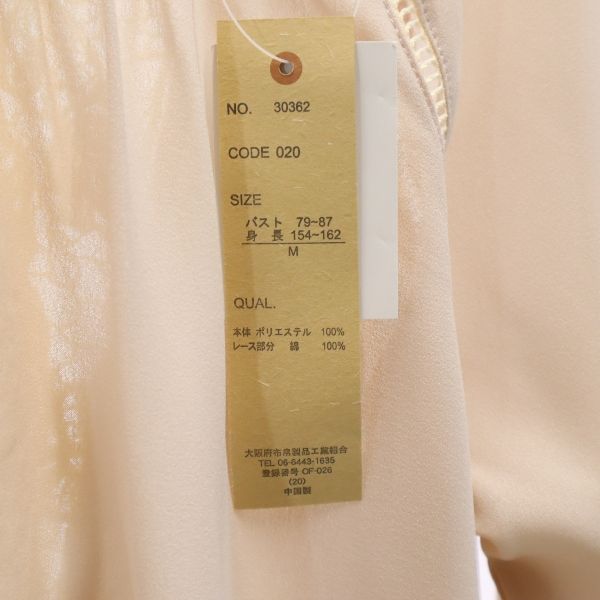 NO. 30362
CODE 020
SIZE
バスト 79~87
身 長 154~162
M
QUAL.
本体 ポリエステル 100%
レース部分 綿 100%
大阪府布帛製品工業組合
TEL 06-6443-1635
登録番号 OF-026
(20)
中国製